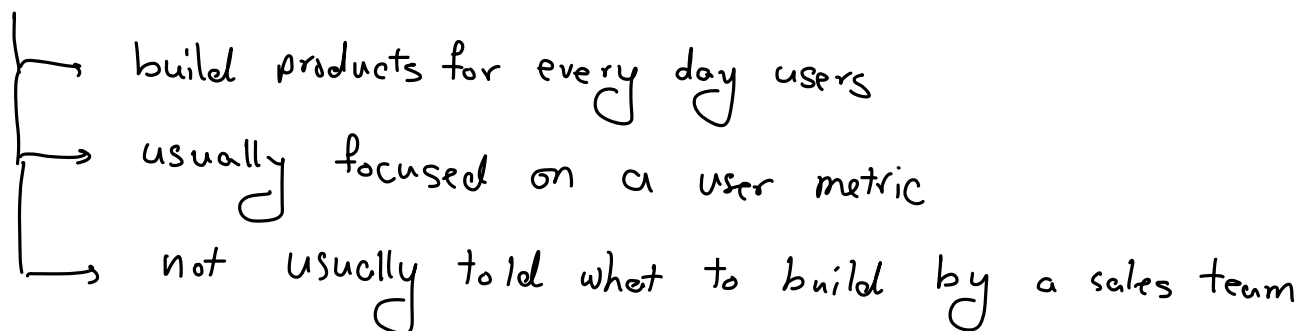 build products for every day users
usually focused on a user metric
not usually told what to build by a sales team